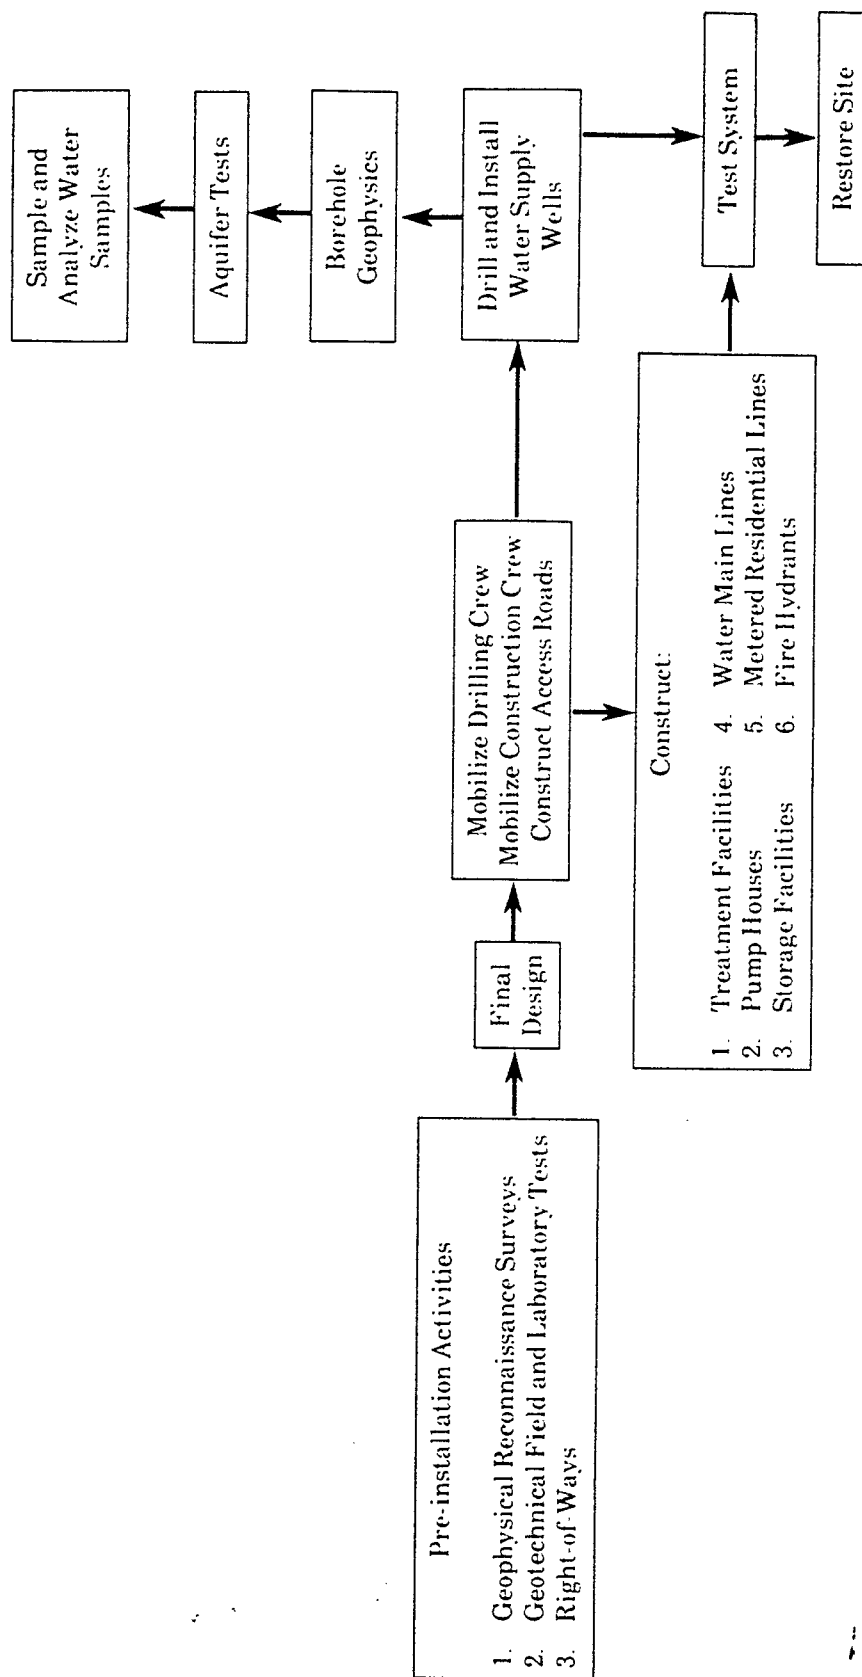 Pre-installation Activities
1. Geophysical Reconnaissance Surveys
2. Geotechnical Field and Laboratory Tests
3. Right-of-Ways
Final
Design
Mobilize Drilling Crew
Mobilize Construction Crew
Construct Access Roads
Sample and
Analyze Water
Samples
Aquifer Tests
Borehole
Geophysics
Drill and Install
Water Supply
Wells
Construct:
1. Treatment Facilities
2. Pump Houses
3. Storage Facilities
4. Water Main Lines
5. Metered Residential Lines
6. Fire Hydrants
Test System
Restore Site